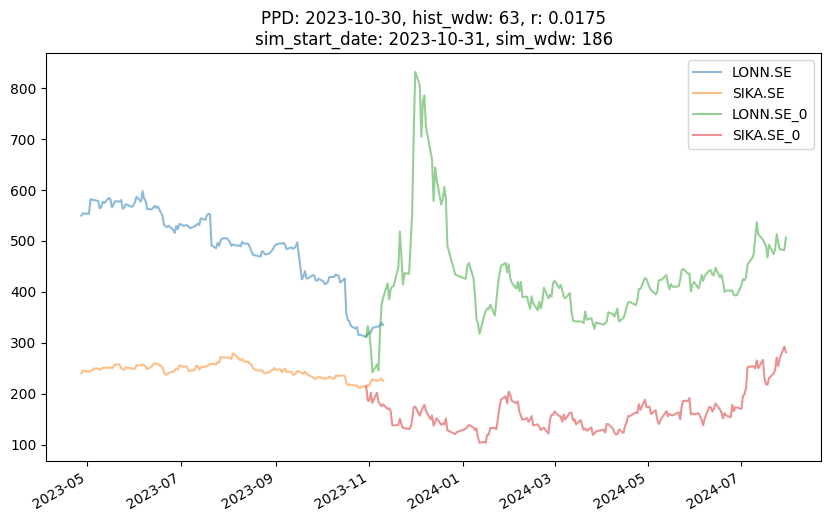 PPD: 2023-10-30, hist_wdw: 63, r: 0.0175
sim_start_date: 2023-10-31, sim_wdw: 186
LONN.SE
SIKA.SE
LONN.SE_0
SIKA.SE_0
800
700
600
500
400
300
200
100
2023-05
2023-07
2023-09
2023-11
2024-01
2024-03
2024-05
2024-07